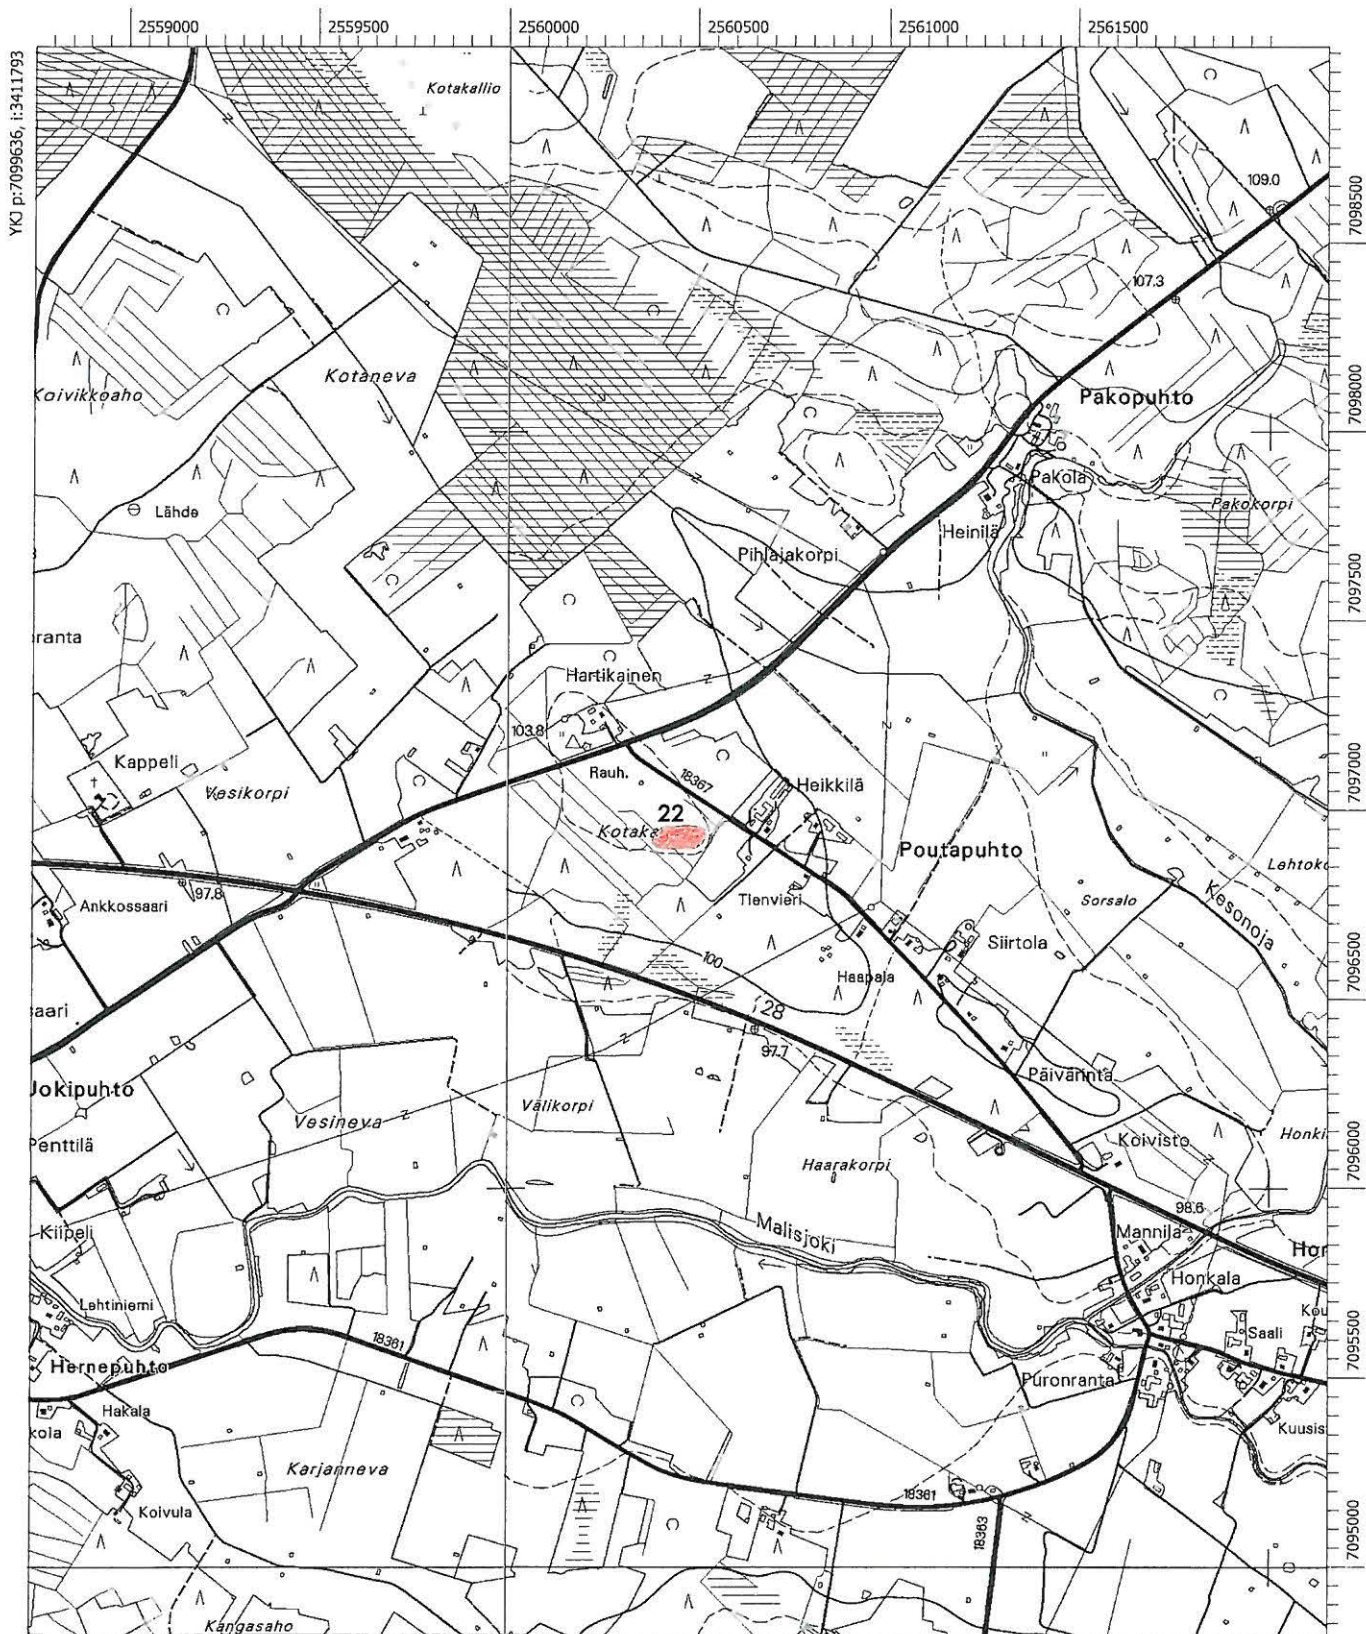 2559000
2559500
2560000
2560500
2561000
2561500
YKJ p:7099636, i:3411793
Kotakallio
109.0
7098500
107.3
Kotaneva
Koivikkoaho
Pakopuhto
7098000
Pakola
Lähde
Pakokorpi
Heinilä
Pihlajakorpi
7097500
ranta
Hartikainen
103.8
Kappeli
Rauh.
18367
Heikkilä
7097000
Vesikorpi
22
Kotaka
Poutapuhto
Lehtoko
97.8
Ankkossaari
Tienvieri
Sorsalo
Kesonoja
Siirtola
100
Haapala
7096500
saari
28
97.7
Jokipuhto
Päivärinta
Vesineva
Välikorpi
Penttilä
Koivisto
Honki
7096000
Haarakorpi
98.6
Kiipeli
Malisjoki
Mannila
Hon
Honkala
Lehtiniemi
Kou
Saali
18361
7095500
Hernepuhto
Puronranta
Hakala
kola
Kuusis
Karjanneva
18361
Koivula
18363
7095000
Kangasaho